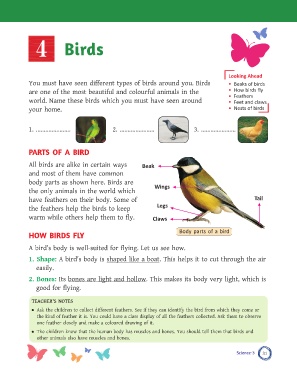 4 Birds
Looking Ahead
• Beaks of birds
• How birds fly
• Feathers
• Feet and claws
• Nests of birds
You must have seen different types of birds around you. Birds
are one of the most beautiful and colourful animals in the
world. Name these birds which you must have seen around
your home.
1. .................... 2. .................... 3. ....................
PARTS OF A BIRD
All birds are alike in certain ways
and most of them have common
body parts as shown here. Birds are
the only animals in the world which
have feathers on their body. Some of
the feathers help the birds to keep
warm while others help them to fly.
Beak
Wings
Tail
Legs
Claws
Body parts of a bird
HOW BIRDS FLY
A bird's body is well-suited for flying. Let us see how.
1. Shape: A bird's body is shaped like a boat. This helps it to cut through the air
easily.
2. Bones: Its bones are light and hollow. This makes its body very light, which is
good for flying.
TEACHER'S NOTES
• Ask the children to collect different feathers. See if they can identify the bird from which they come or
the kind of feather it is. You could have a class display of all the feathers collected. Ask them to observe
one feather closely and make a coloured drawing of it.
• The children know that the human body has muscles and bones. You should tell them that birds and
other animals also have muscles and bones.
Science-3